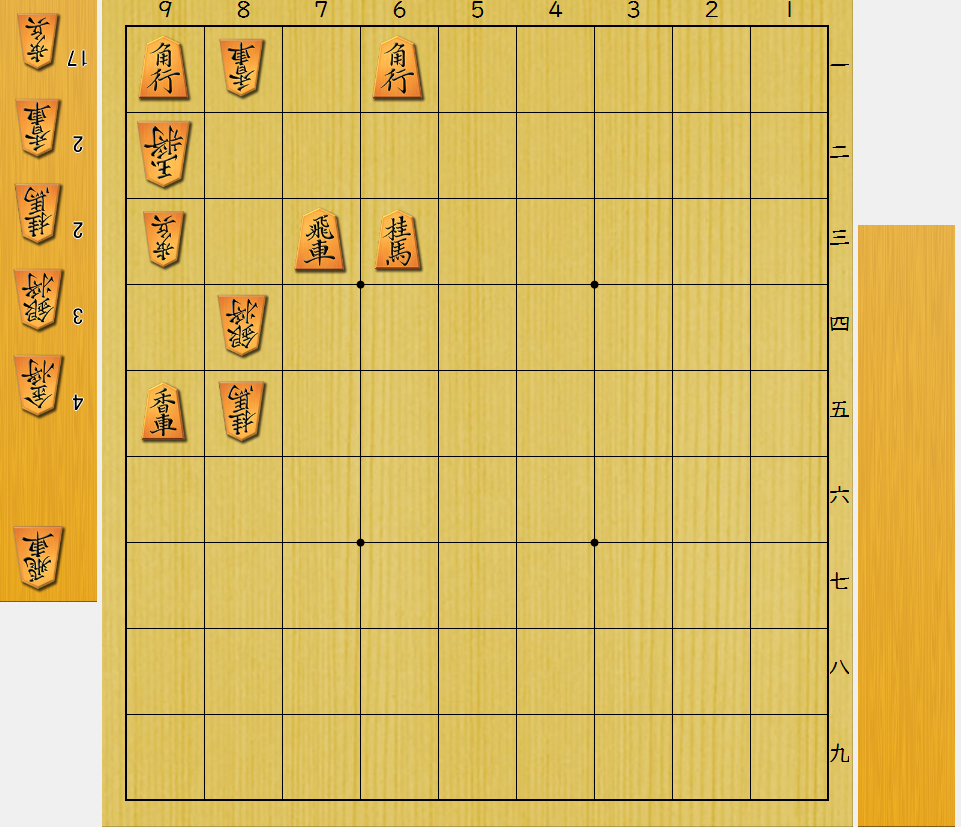 9 8 7 6 5 4 3 2 1
歩兵 17
香車 2
桂馬 2
銀将 3
金将 4
飛車
角行 香車 角行 一
玉将 二
歩兵 飛車 桂馬 三
銀将 四
香車 桂馬 五
六
七
八
九